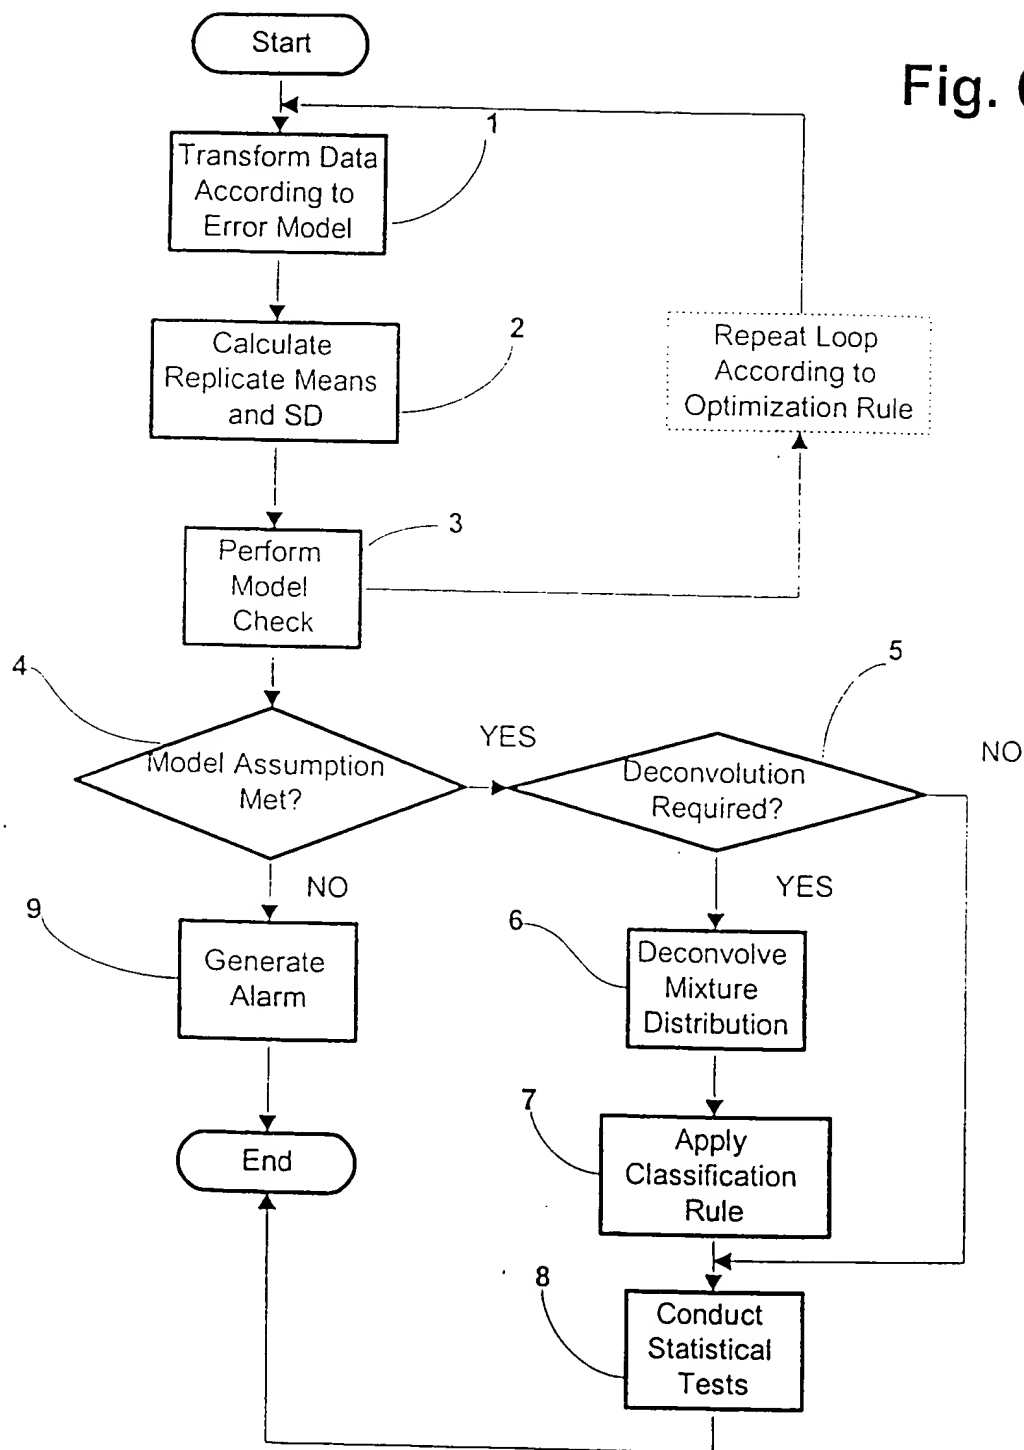 Start
Fig.
1
Transform Data
According to
Error Model
2
Calculate
Replicate Means
and SD
Repeat Loop
According to
Optimization Rule
3
Perform
Model
Check
4
Model Assumption
Met?
YES
5
Deconvolution
Required?
NO
NO
YES
9
Generate
Alarm
6
Deconvolve
Mixture
Distribution
End
7
Apply
Classification
Rule
8
Conduct
Statistical
Tests